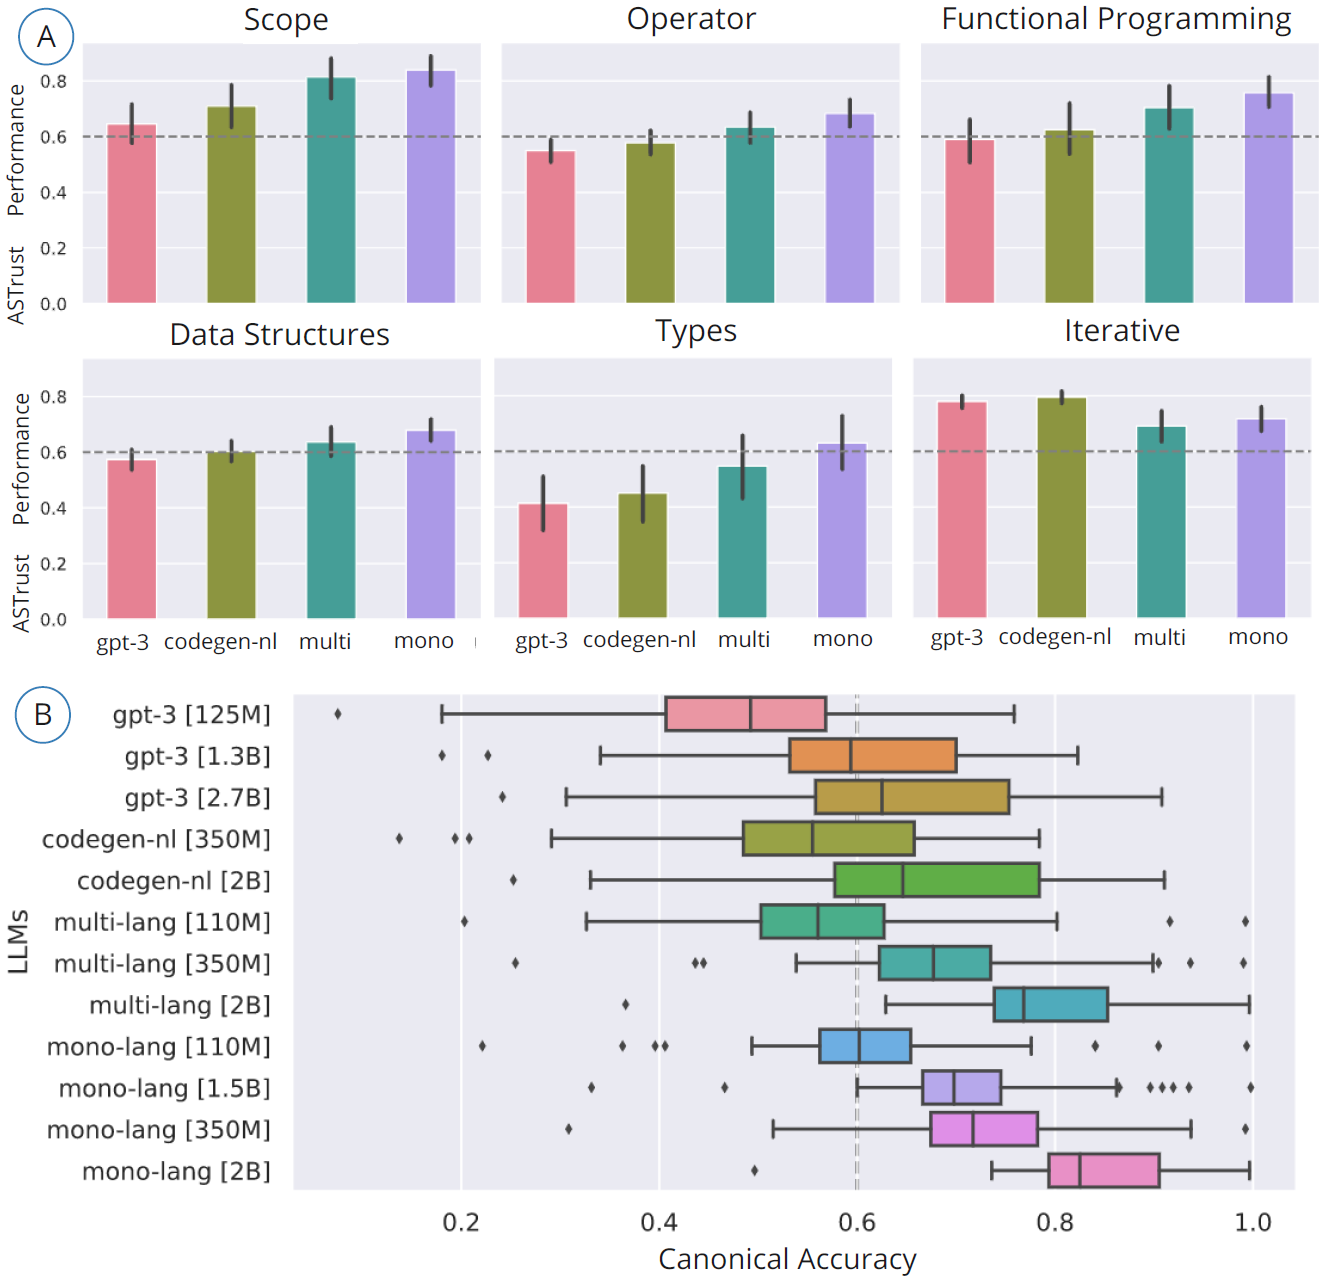 A
Scope
Operator
Functional Programming
ASTrust Performance
0.8
0.6
0.4
0.2
0.0
Data Structures
Types
Iterative
ASTrust Performance
0.8
0.6
0.4
0.2
0.0
gpt-3 codegen-nl multi mono
gpt-3 codegen-nl multi mono
gpt-3 codegen-nl multi mono
B
LLMs
gpt-3 [125M]
gpt-3 [1.3B]
gpt-3 [2.7B]
codegen-nl [350M]
codegen-nl [2B]
multi-lang [110M]
multi-lang [350M]
multi-lang [2B]
mono-lang [110M]
mono-lang [1.5B]
mono-lang [350M]
mono-lang [2B]
0.2 0.4 0.6 0.8 1.0
Canonical Accuracy